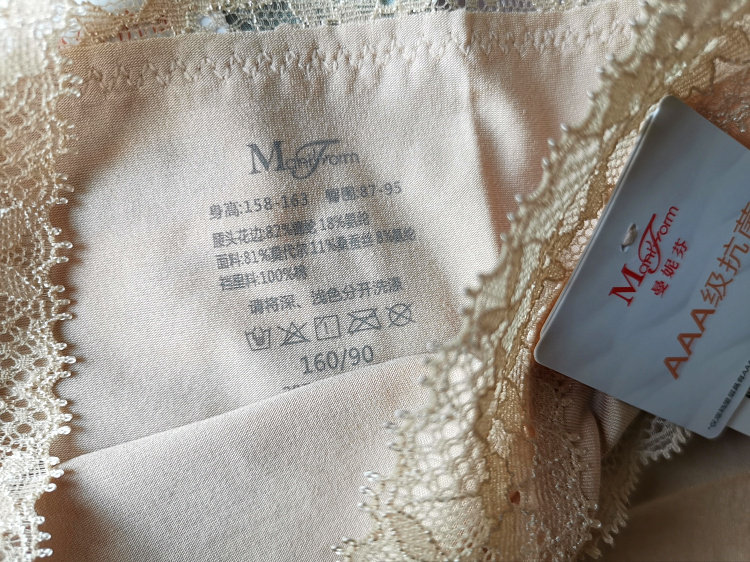 ManiForm
身高:158-163 臀围:87-95
腰头花边:82%锦纶 18%氨纶
面料:81%莫代尔 11%桑蚕丝 8%氨纶
裆里料:100%棉
请将深、浅色分开洗涤
160/90
ManiForm
曼妮芬
AAA级抗菌